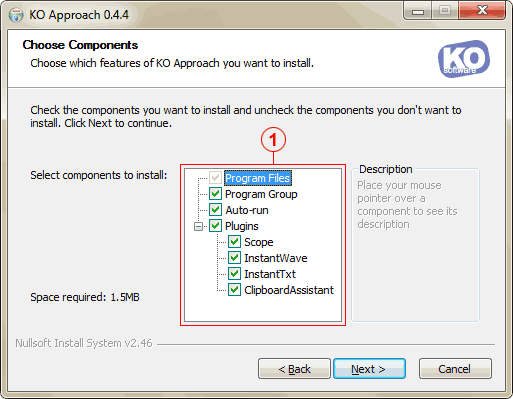 KO Approach 0.4.4
Choose Components
Choose which features of KO Approach you want to install.
KO
software
Check the components you want to install and uncheck the components you don't want to
install. Click Next to continue.
1
Select components to install:
Program Files
Program Group
Auto-run
Plugins
Scope
InstantWave
InstantTxt
ClipboardAssistant
Description
Place your mouse
pointer over a
component to see its
description
Space required: 1.5MB
Nullsoft Install System v2.46
< Back
Next >
Cancel